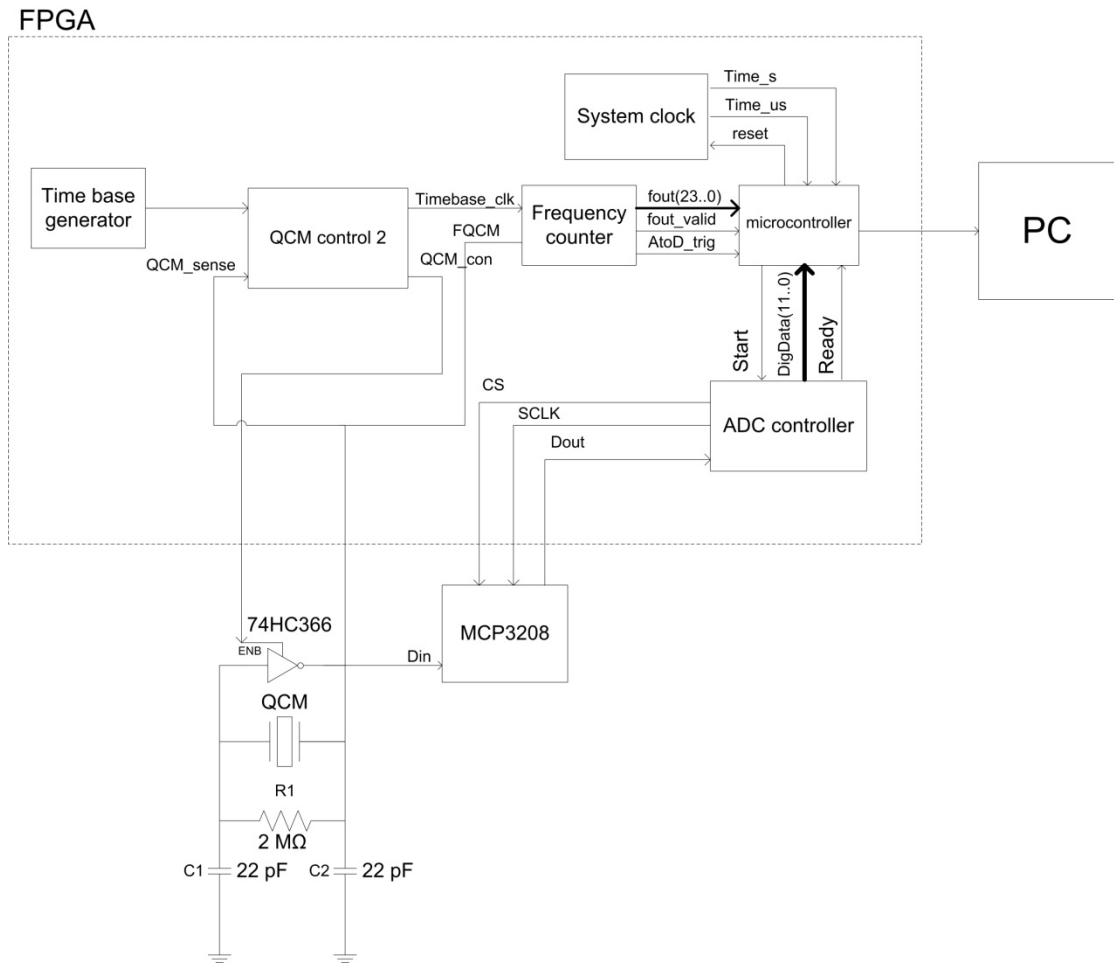 FPGA
Time_s
Time_us
reset
System clock
Time base
generator
QCM control 2
QCM_sense
Timebase_clk
FQCM
QCM_con
Frequency
counter
fout(23..0)
fout_valid
AtoD_trig
microcontroller
PC
Start
DigData(11..0)
Ready
CS
SCLK
Dout
ADC controller
74HC366
ENB
Din
MCP3208
QCM
R1
2 MΩ
C1 22 pF
C2 22 pF